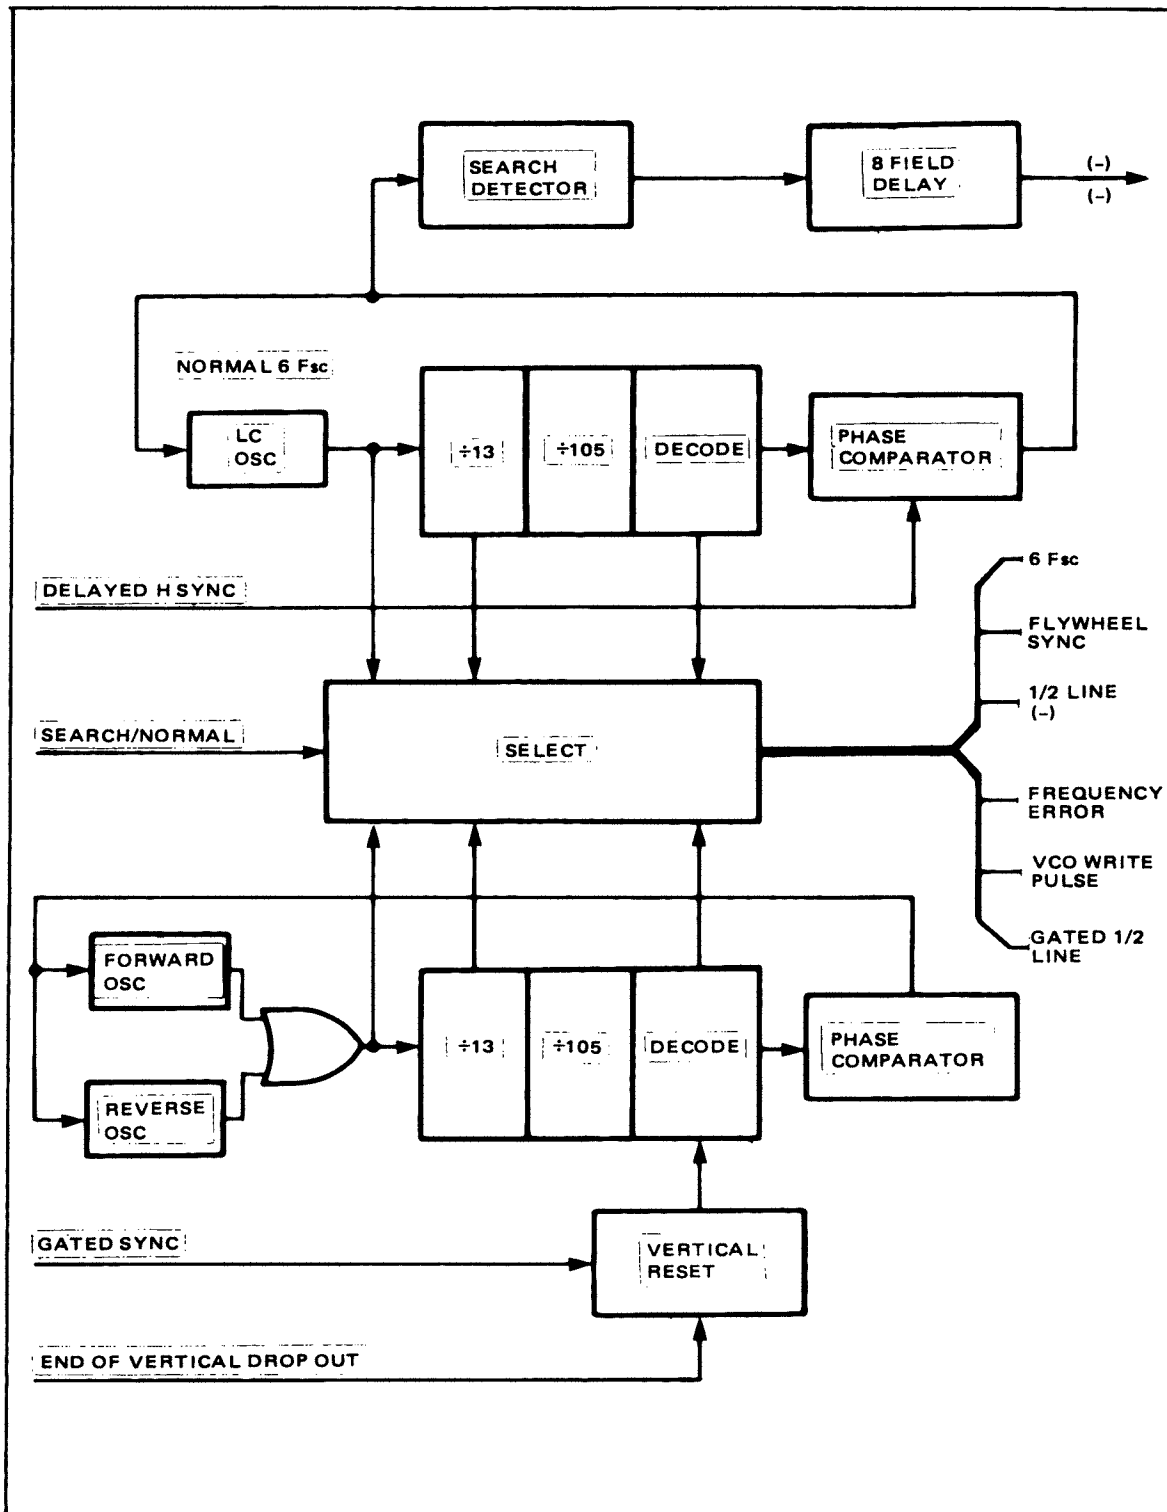 SEARCH
DETECTOR
8 FIELD
DELAY
(-)
(-)
NORMAL 6 Fsc
LC
OSC
÷13
÷105
DECODE
PHASE
COMPARATOR
DELAYED H SYNC
6 Fsc
FLYWHEEL
SYNC
1/2 LINE
(-)
SEARCH/NORMAL
SELECT
FREQUENCY
ERROR
VCO WRITE
PULSE
GATED 1/2
LINE
FORWARD
OSC
REVERSE
OSC
÷13
÷105
DECODE
PHASE
COMPARATOR
GATED SYNC
VERTICAL
RESET
END OF VERTICAL DROP OUT